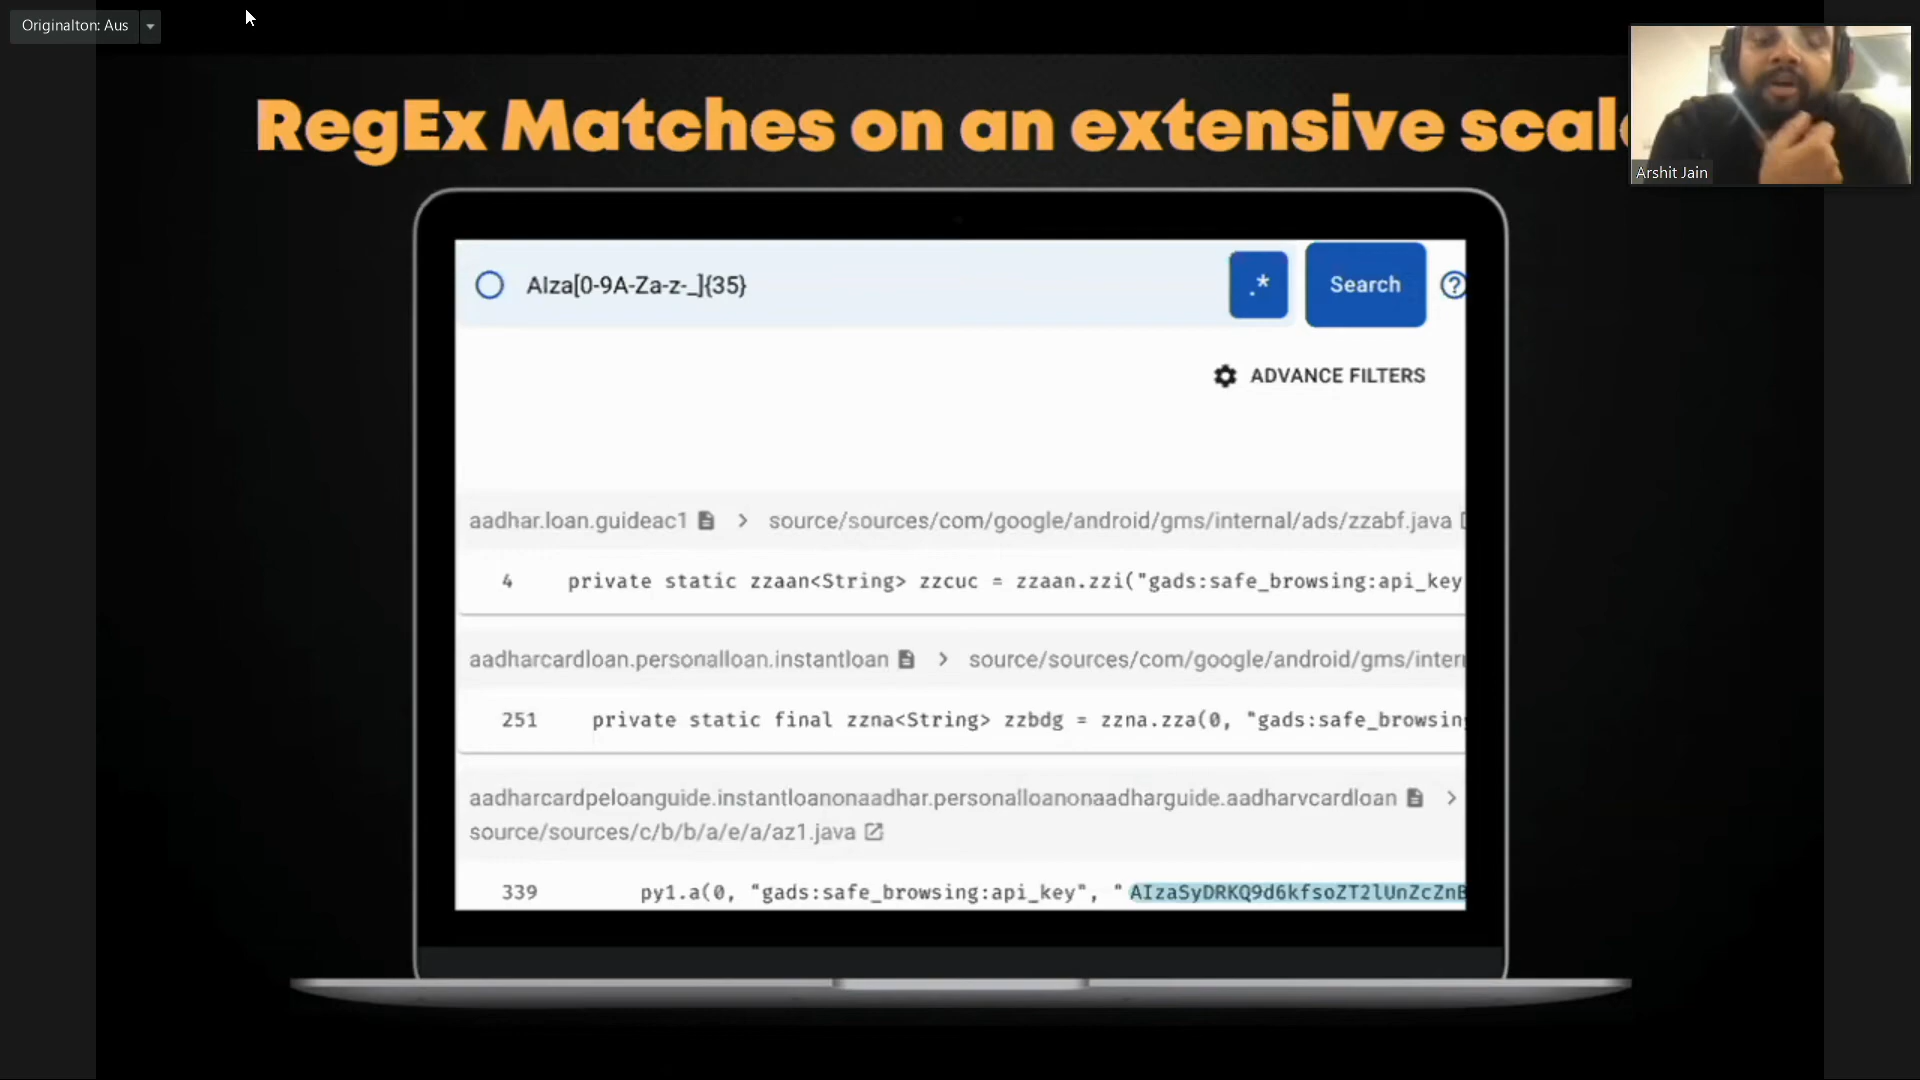 Originalton: Aus
RegEx Matches on an extensive scale
Arshit Jain
AIza[0-9A-Za-z-_]{35}
.*
Search
?
ADVANCE FILTERS
aadhar.loan.guideac1 > source/sources/com/google/android/gms/internal/ads/zzabf.java
4 private static zzaan<String> zzcuc = zzaan.zzi("gads:safe_browsing:api_key
aadharcardloan.personalloan.instantloan > source/sources/com/google/android/gms/inter
251 private static final zzna<String> zzbdg = zzna.zza(0, "gads:safe_browsin
aadharcardpeloanguide.instantloanonaadhar.personalloanonaadharguide.aadharvcardloan >
source/sources/c/b/b/a/e/a/az1.java
339 py1.a(0, "gads:safe_browsing:api_key", "AIzaSyDRKQ9d6kfsoZT2lUnZcZnB